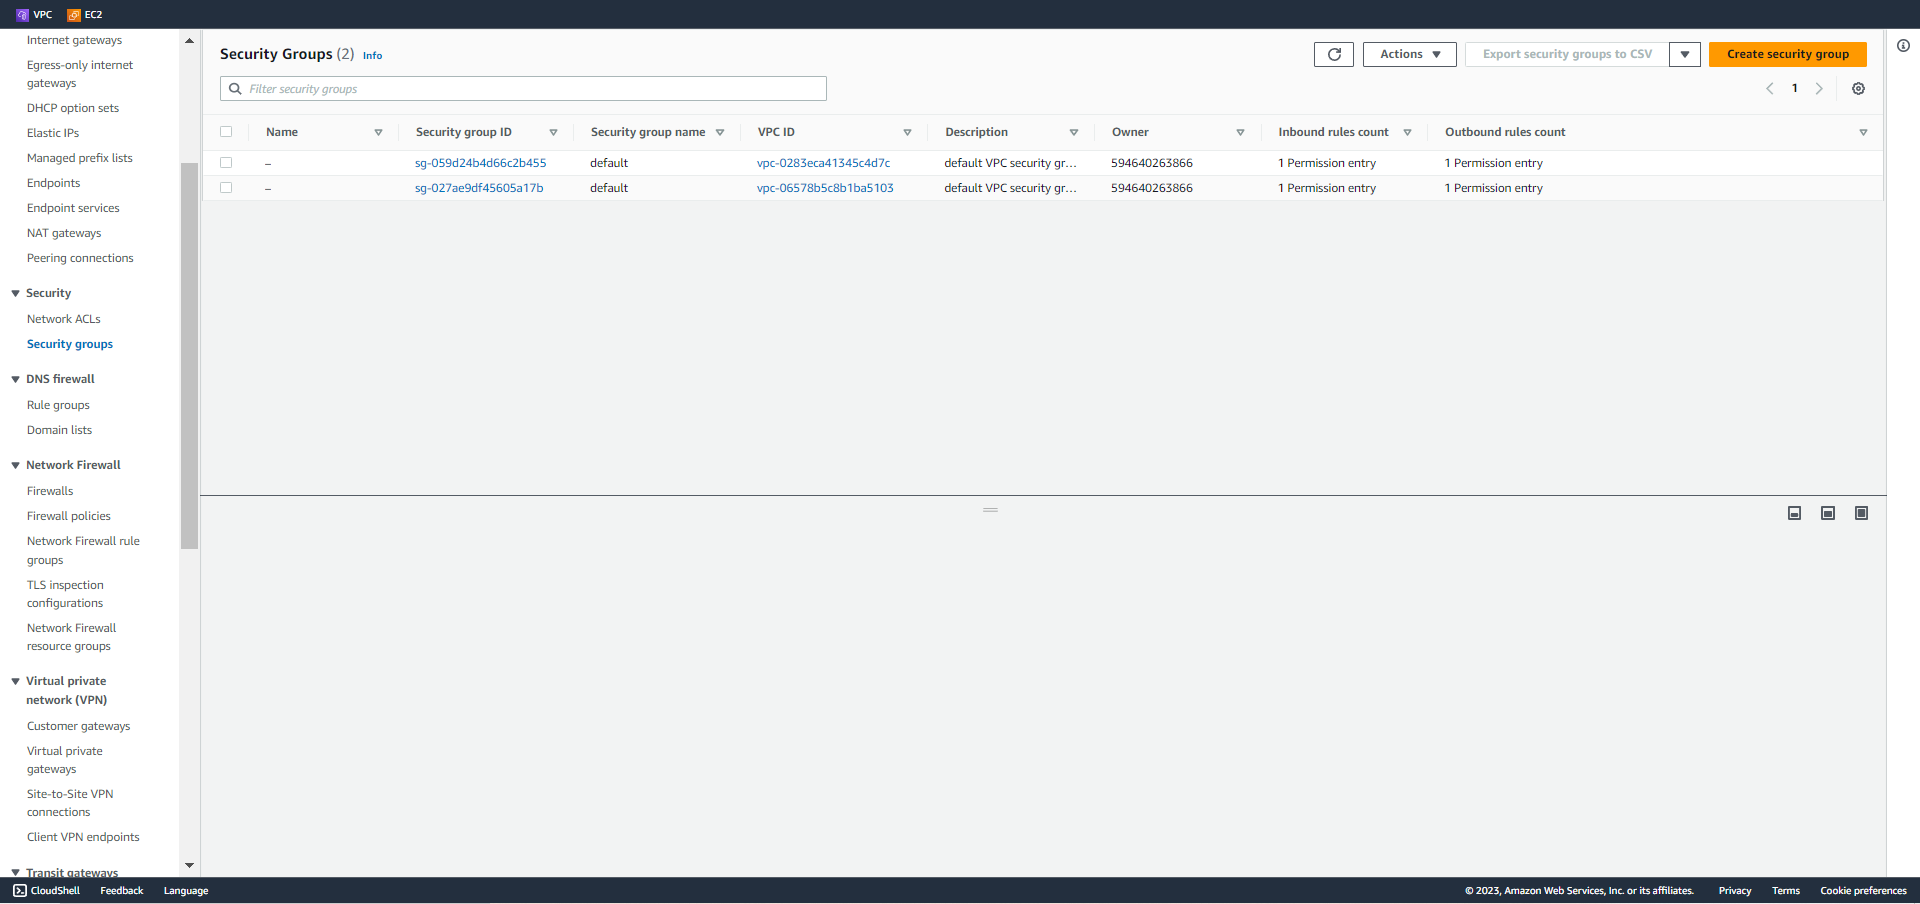 VPC EC2
Internet gateways
Egress-only internet
gateways
DHCP option sets
Elastic IPs
Managed prefix lists
Endpoints
Endpoint services
NAT gateways
Peering connections
Security
Network ACLs
Security groups
DNS firewall
Rule groups
Domain lists
Network Firewall
Firewalls
Firewall policies
Network Firewall rule
groups
TLS inspection
configurations
Network Firewall
resource groups
Virtual private
network (VPN)
Customer gateways
Virtual private
gateways
Site-to-Site VPN
connections
Client VPN endpoints
Transit gateways
Security Groups (2) Info
Actions Export security groups to CSV Create security group
Filter security groups
1
Name Security group ID Security group name VPC ID Description Owner Inbound rules count Outbound rules count
– sg-059d24b4d66c2b455 default vpc-0283eca41345c4d7c default VPC security gr... 594640263866 1 Permission entry 1 Permission entry
– sg-027ae9df45605a17b default vpc-06578b5c8b1ba5103 default VPC security gr... 594640263866 1 Permission entry 1 Permission entry
CloudShell Feedback Language © 2023, Amazon Web Services, Inc. or its affiliates. Privacy Terms Cookie preferences